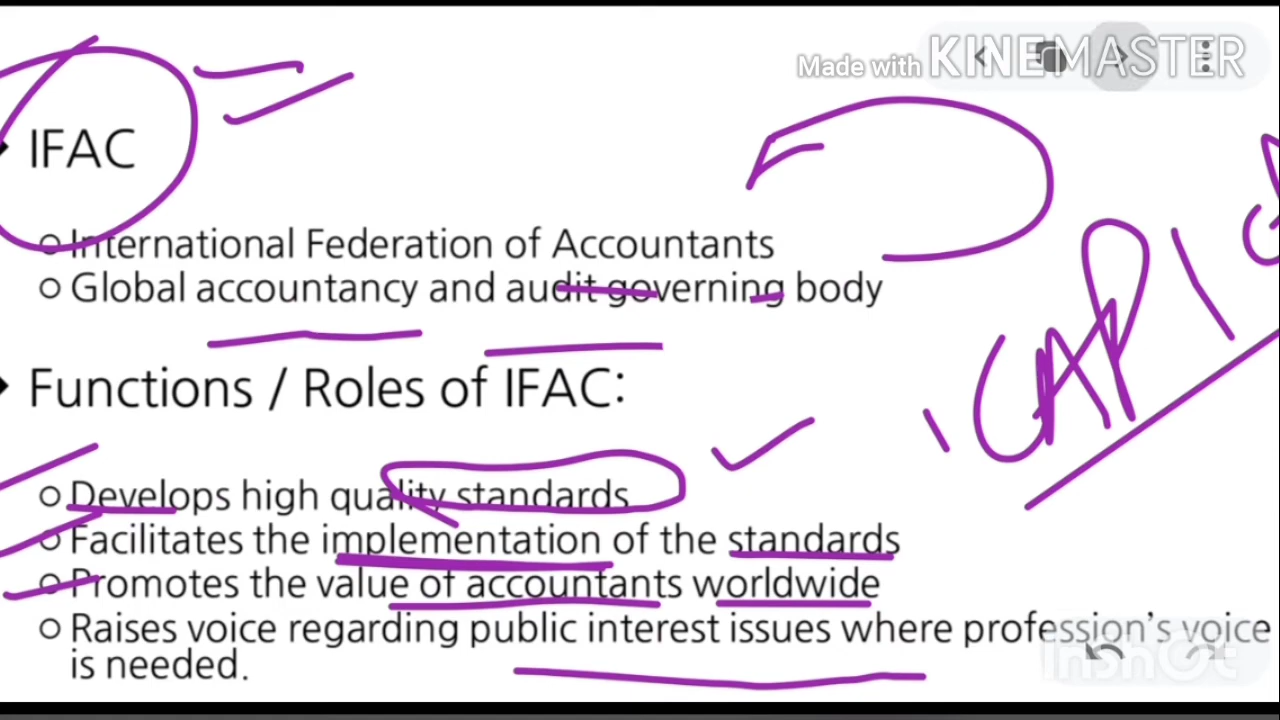 Made with KINEMASTER
IFAC
International Federation of Accountants
Global accountancy and audit governing body
ICAP
Functions / Roles of IFAC:
Develops high quality standards
Facilitates the implementation of the standards
Promotes the value of accountants worldwide
Raises voice regarding public interest issues where profession's voice
is needed.
InShot